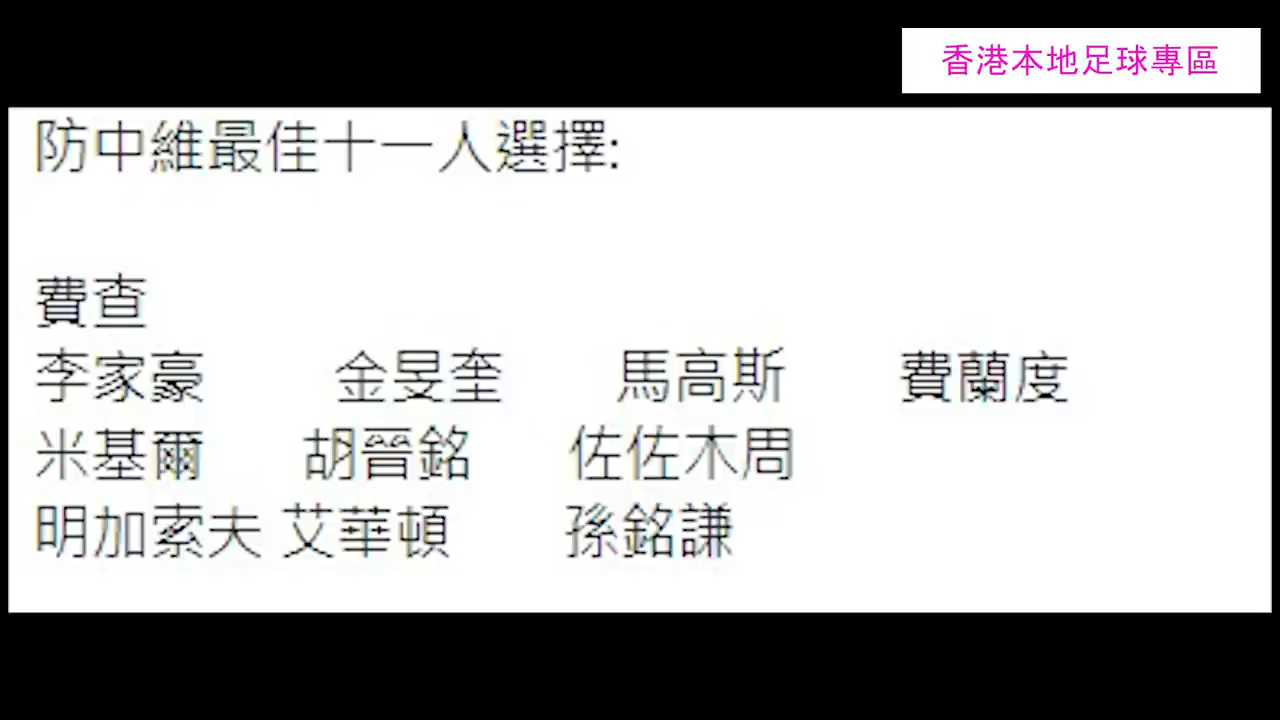 香港本地足球專區
防中維最佳十一人選擇:
費查
李家豪 金旻奎 馬高斯 費蘭度
米基爾 胡晉銘 佐佐木周
明加索夫 艾華頓 孫銘謙